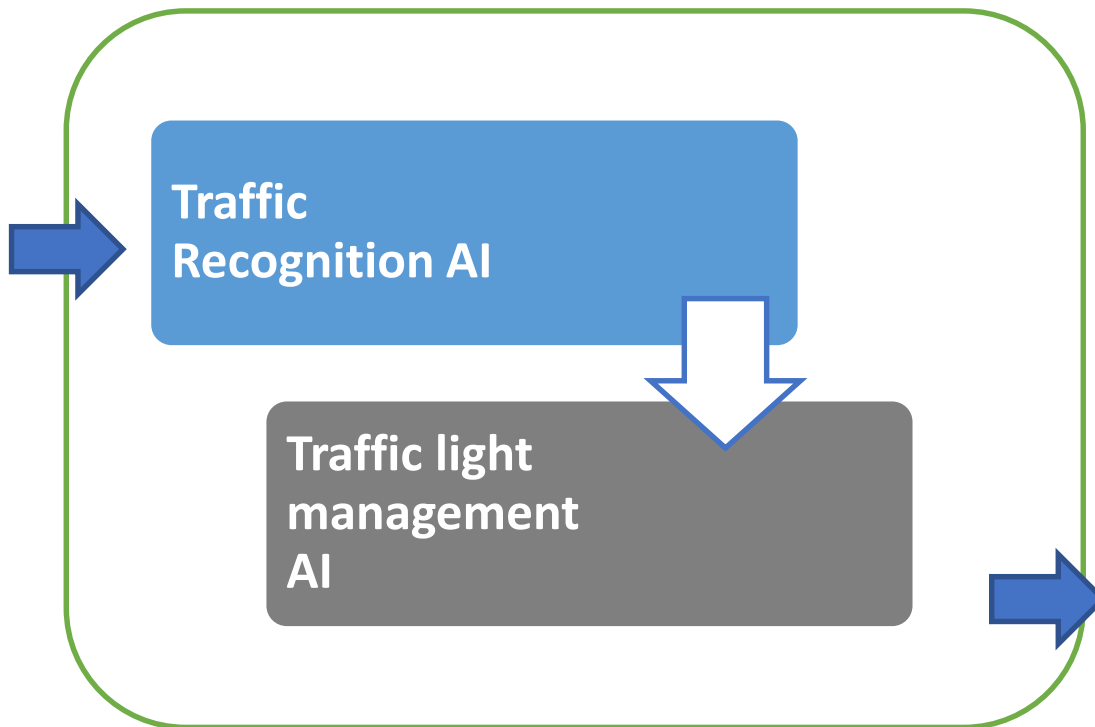 Traffic
Recognition AI
Traffic light
management
AI